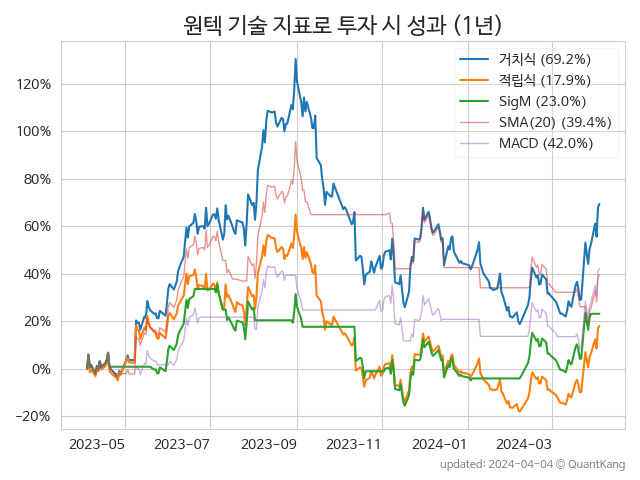 원텍 기술 지표로 투자 시 성과 (1년)
거치식 (69.2%)
적립식 (17.9%)
SigM (23.0%)
SMA(20) (39.4%)
MACD (42.0%)
120%
100%
80%
60%
40%
20%
0%
−20%
2023-05 2023-07 2023-09 2023-11 2024-01 2024-03
updated: 2024-04-04 © QuantKang